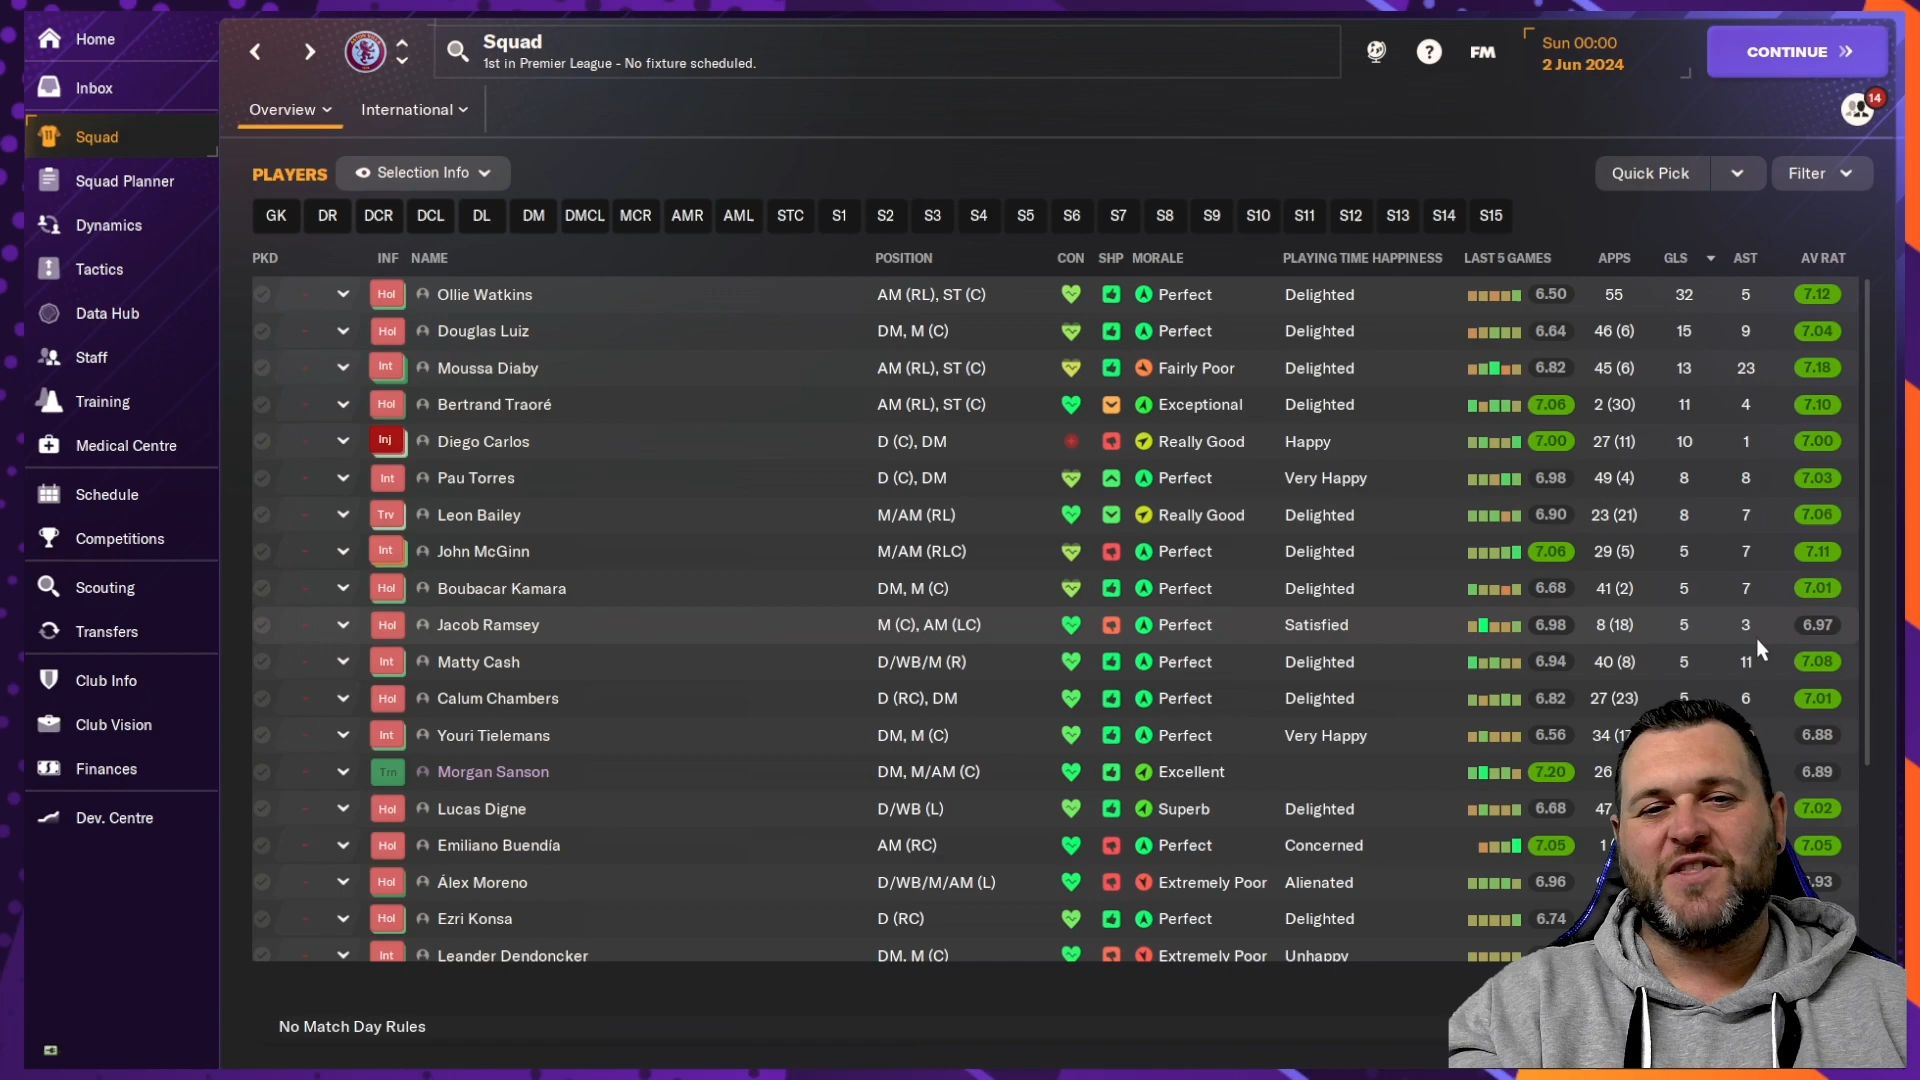 Home
Inbox
Squad
Squad Planner
Dynamics
Tactics
Data Hub
Staff
Training
Medical Centre
Schedule
Competitions
Scouting
Transfers
Club Info
Club Vision
Finances
Dev. Centre
Squad
1st in Premier League - No fixture scheduled.
FM
Sun 00:00
2 Jun 2024
CONTINUE
Overview
International
14
PLAYERS
Selection Info
Quick Pick
Filter
GK DR DCR DCL DL DM DMCL MCR AMR AML STC S1 S2 S3 S4 S5 S6 S7 S8 S9 S10 S11 S12 S13 S14 S15
PKD INF NAME POSITION CON SHP MORALE PLAYING TIME HAPPINESS LAST 5 GAMES APPS GLS AST AV RAT
Hol Ollie Watkins AM (RL), ST (C) Perfect Delighted 6.50 55 32 5 7.12
Hol Douglas Luiz DM, M (C) Perfect Delighted 6.64 46 (6) 15 9 7.04
Int Moussa Diaby AM (RL), ST (C) Fairly Poor Delighted 6.82 45 (6) 13 23 7.18
Hol Bertrand Traoré AM (RL), ST (C) Exceptional Delighted 7.06 2 (30) 11 4 7.10
Inj Diego Carlos D (C), DM Really Good Happy 7.00 27 (11) 10 1 7.00
Int Pau Torres D (C), DM Perfect Very Happy 6.98 49 (4) 8 8 7.03
Trv Leon Bailey M/AM (RL) Really Good Delighted 6.90 23 (21) 8 7 7.06
Int John McGinn M/AM (RLC) Perfect Delighted 7.06 29 (5) 5 7 7.11
Hol Boubacar Kamara DM, M (C) Perfect Delighted 6.68 41 (2) 5 7 7.01
Hol Jacob Ramsey M (C), AM (LC) Perfect Satisfied 6.98 8 (18) 5 3 6.97
Int Matty Cash D/WB/M (R) Perfect Delighted 6.94 40 (8) 5 11 7.08
Hol Calum Chambers D (RC), DM Perfect Delighted 6.82 27 (23) 5 6 7.01
Int Youri Tielemans DM, M (C) Perfect Very Happy 6.56 34 6.88
Trn Morgan Sanson DM, M/AM (C) Excellent 7.20 26 6.89
Hol Lucas Digne D/WB (L) Superb Delighted 6.68 47 7.02
Hol Emiliano Buendía AM (RC) Perfect Concerned 7.05 7.05
Hol Álex Moreno D/WB/M/AM (L) Extremely Poor Alienated 6.96 .93
Hol Ezri Konsa D (RC) Perfect Delighted 6.74
Int Leander Dendoncker DM, M (C) Extremely Poor Unhappy
No Match Day Rules